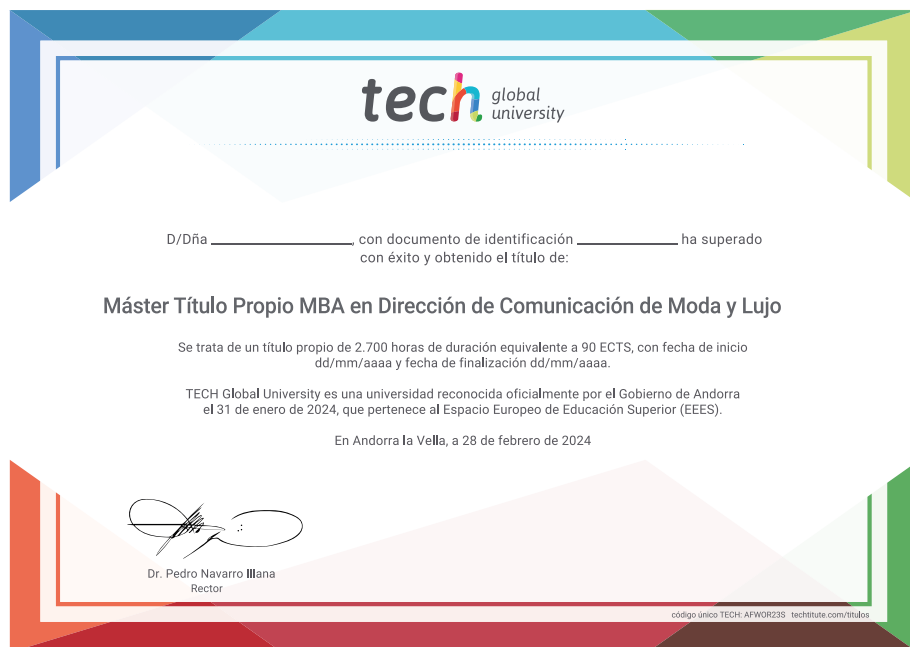 tech global university
D/Dña ________________, con documento de identificación ____________ ha superado
con éxito y obtenido el título de:
Máster Título Propio MBA en Dirección de Comunicación de Moda y Lujo
Se trata de un título propio de 2.700 horas de duración equivalente a 90 ECTS, con fecha de inicio
dd/mm/aaaa y fecha de finalización dd/mm/aaaa.
TECH Global University es una universidad reconocida oficialmente por el Gobierno de Andorra
el 31 de enero de 2024, que pertenece al Espacio Europeo de Educación Superior (EEES).
En Andorra la Vella, a 28 de febrero de 2024
Dr. Pedro Navarro Illana
Rector
código único TECH: AFWOR23S techtitute.com/titulos